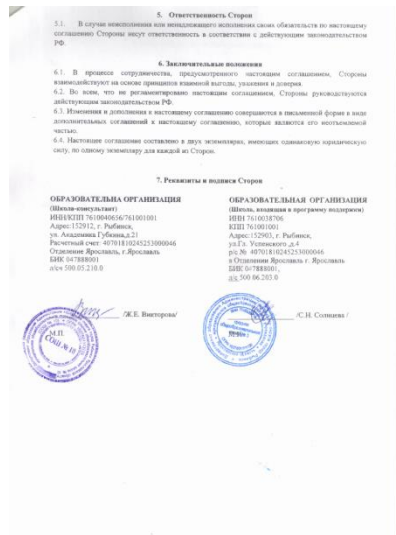 5. Ответственность Сторон
5.1. В случае неисполнения или ненадлежащего исполнения своих обязательств по настоящему
соглашению Стороны несут ответственность в соответствии с действующим законодательством
РФ.
6. Заключительные положения
6.1. В процессе сотрудничества, предусмотренного настоящим соглашением, Стороны
взаимодействуют на основе принципов взаимной выгоды, уважения и доверия.
6.2. Во всем, что не регламентировано настоящим соглашением, Стороны руководствуются
действующим законодательством РФ.
6.3. Изменения и дополнения к настоящему соглашению совершаются в письменной форме в виде
дополнительных соглашений к настоящему соглашению, которые являются его неотъемлемой
частью.
6.4. Настоящее соглашение составлено в двух экземплярах, имеющих одинаковую юридическую
силу, по одному экземпляру для каждой из Сторон.
7. Реквизиты и подписи Сторон
ОБРАЗОВАТЕЛЬНА ОРГАНИЗАЦИЯ
(Школа-консультант)
ИНН/КПП 7610040656/761001001
Адрес:152912, г. Рыбинск,
ул. Академика Губкина,д.21
Расчетный счет: 40701810245253000046
Отделение Ярославль, г.Ярославль
БИК 047888001
л/сч 500.05.210.0
/Ж.Е. Викторова/
М.П.
СОШ № 10
ОБРАЗОВАТЕЛЬНАЯ ОРГАНИЗАЦИЯ
(Школа, входящая в программу поддержки)
ИНН 7610038706
КПП 761001001
Адрес:152903, г. Рыбинск,
ул.Гл. Успенского ,д.4
р/с № 40701810245253000046
в Отделении Ярославль г. Ярославль
БИК 047888001,
л/с 500.06.203.0
/С.Н. Солнцева /
М.П.